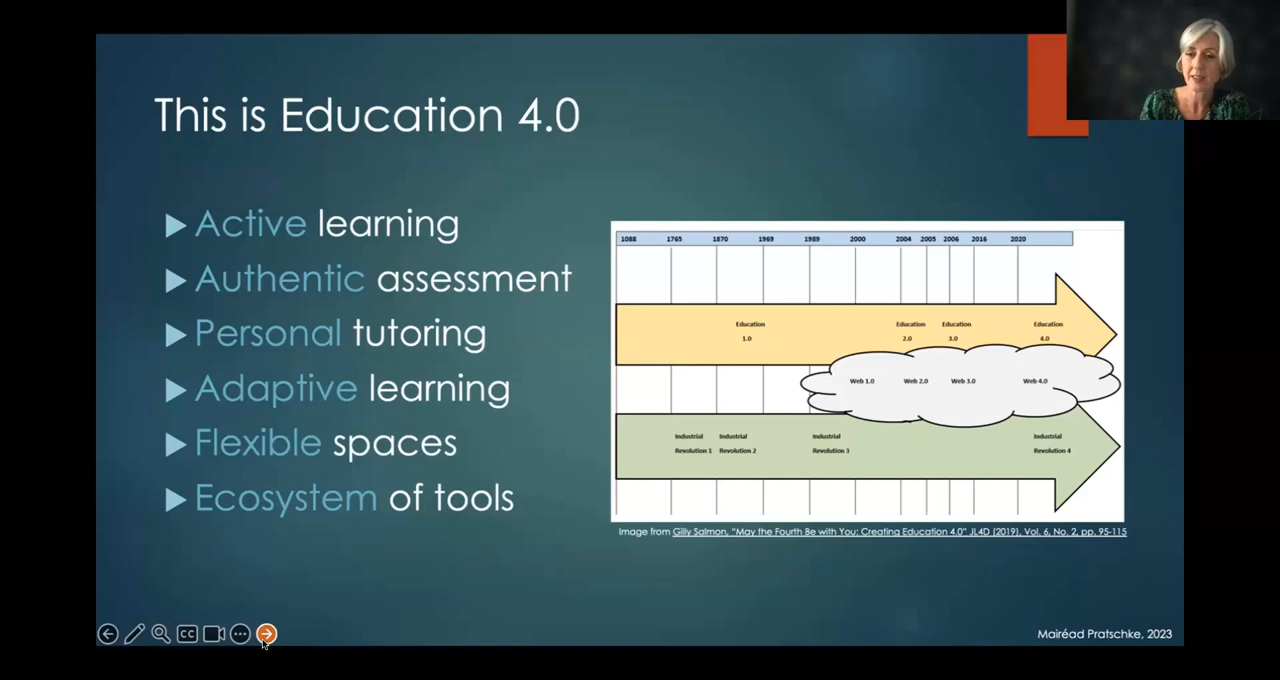 This is Education 4.0
Active learning
Authentic assessment
Personal tutoring
Adaptive learning
Flexible spaces
Ecosystem of tools
1088 1765 1870 1969 1989 2000 2004 2005 2006 2016 2020
Education Education Education Education
1.0 2.0 3.0 4.0
Web 1.0 Web 2.0 Web 3.0 Web 4.0
Industrial Industrial Industrial Industrial
Revolution 1 Revolution 2 Revolution 3 Revolution 4
Image from Gilly Salmon, "May the Fourth Be with You: Creating Education 4.0" JL4D (2019), Vol. 6, No. 2, pp. 95-115
CC
Mairéad Pratschke, 2023